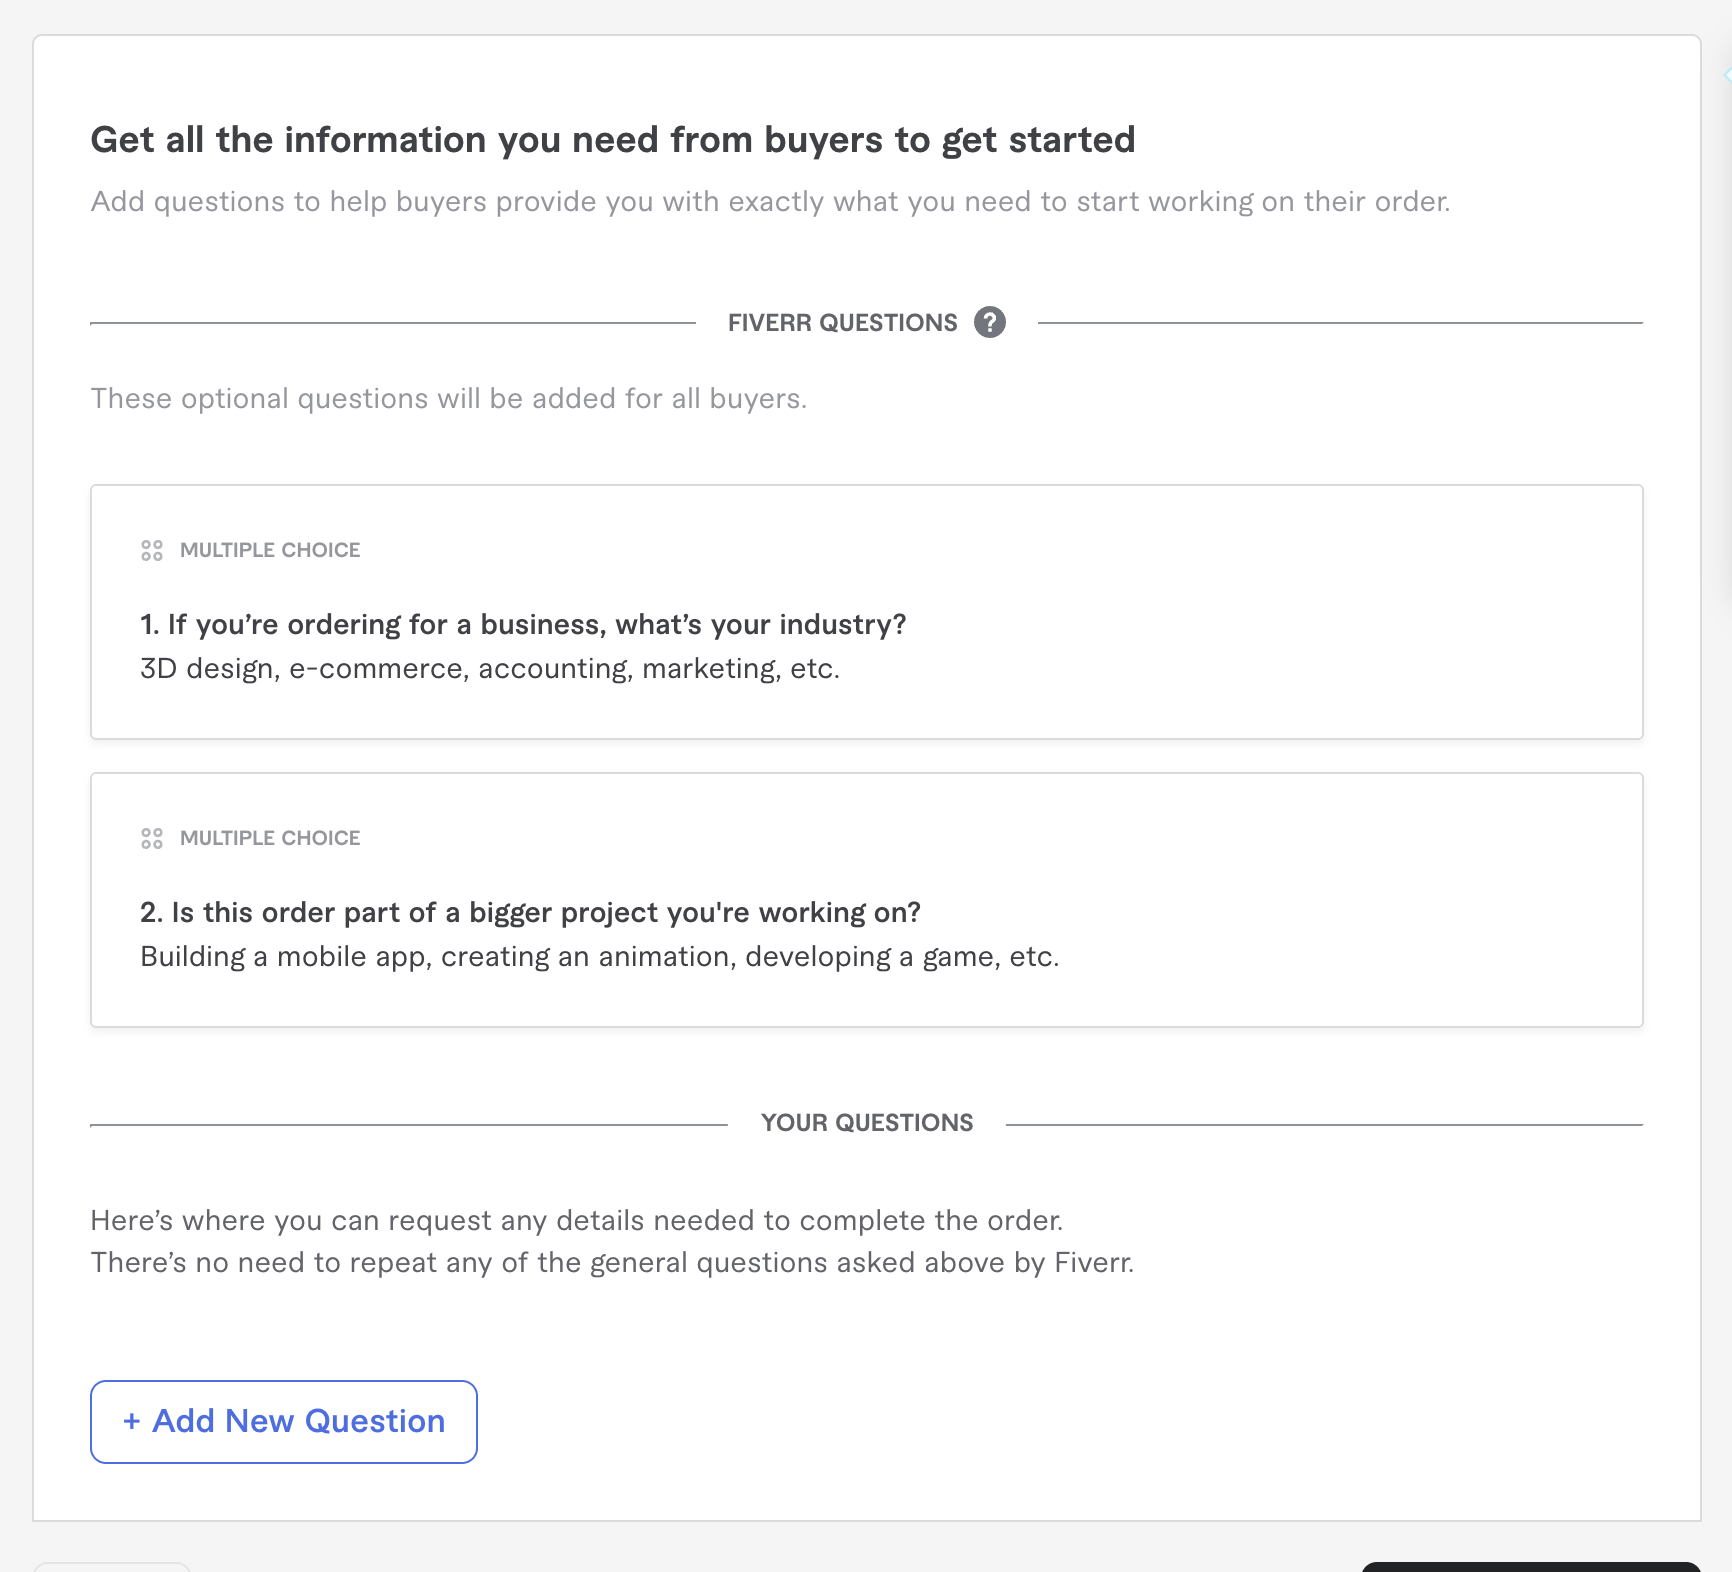 Get all the information you need from buyers to get started
Add questions to help buyers provide you with exactly what you need to start working on their order.
FIVERR QUESTIONS ?
These optional questions will be added for all buyers.
MULTIPLE CHOICE
1. If you’re ordering for a business, what’s your industry?
3D design, e-commerce, accounting, marketing, etc.
MULTIPLE CHOICE
2. Is this order part of a bigger project you're working on?
Building a mobile app, creating an animation, developing a game, etc.
YOUR QUESTIONS
Here’s where you can request any details needed to complete the order.
There’s no need to repeat any of the general questions asked above by Fiverr.
+ Add New Question